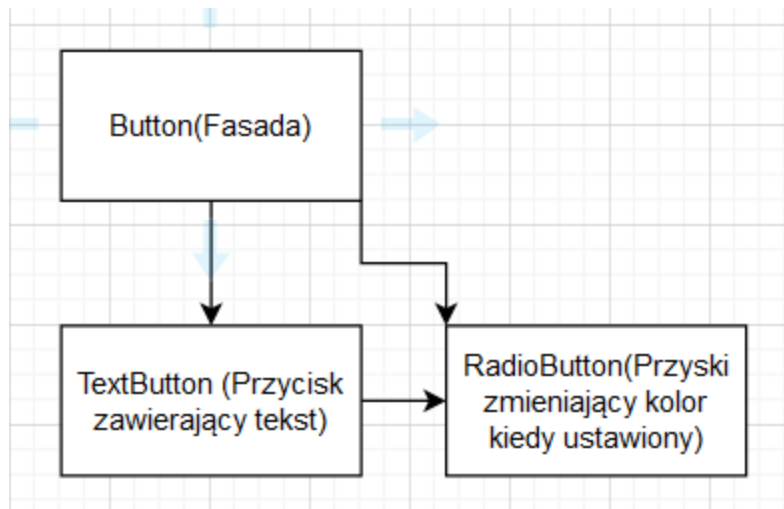 Button(Fasada)
TextButton (Przycisk
zawierający tekst)
RadioButton(Przyski
zmieniający kolor
kiedy ustawiony)